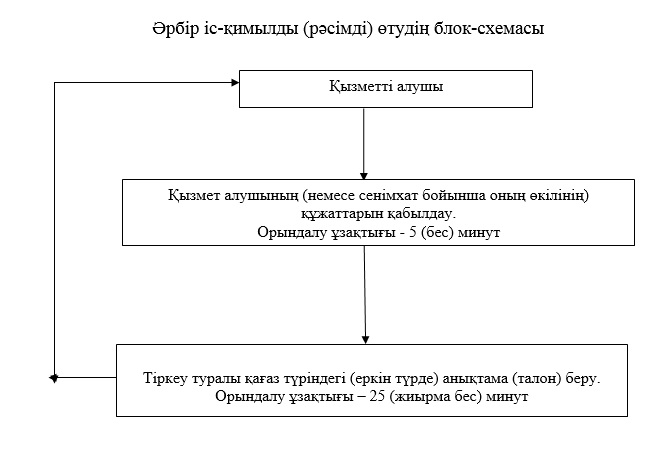 Әрбір іс-қимылды (рәсімді) өтудің блок-схемасы
Қызметті алушы
Қызмет алушының (немесе сенімхат бойынша оның өкілінің)
құжаттарын қабылдау.
Орындалу ұзақтығы - 5 (бес) минут
Тіркеу туралы қағаз түріндегі (еркін түрде) анықтама (талон) беру.
Орындалу ұзақтығы – 25 (жиырма бес) минут